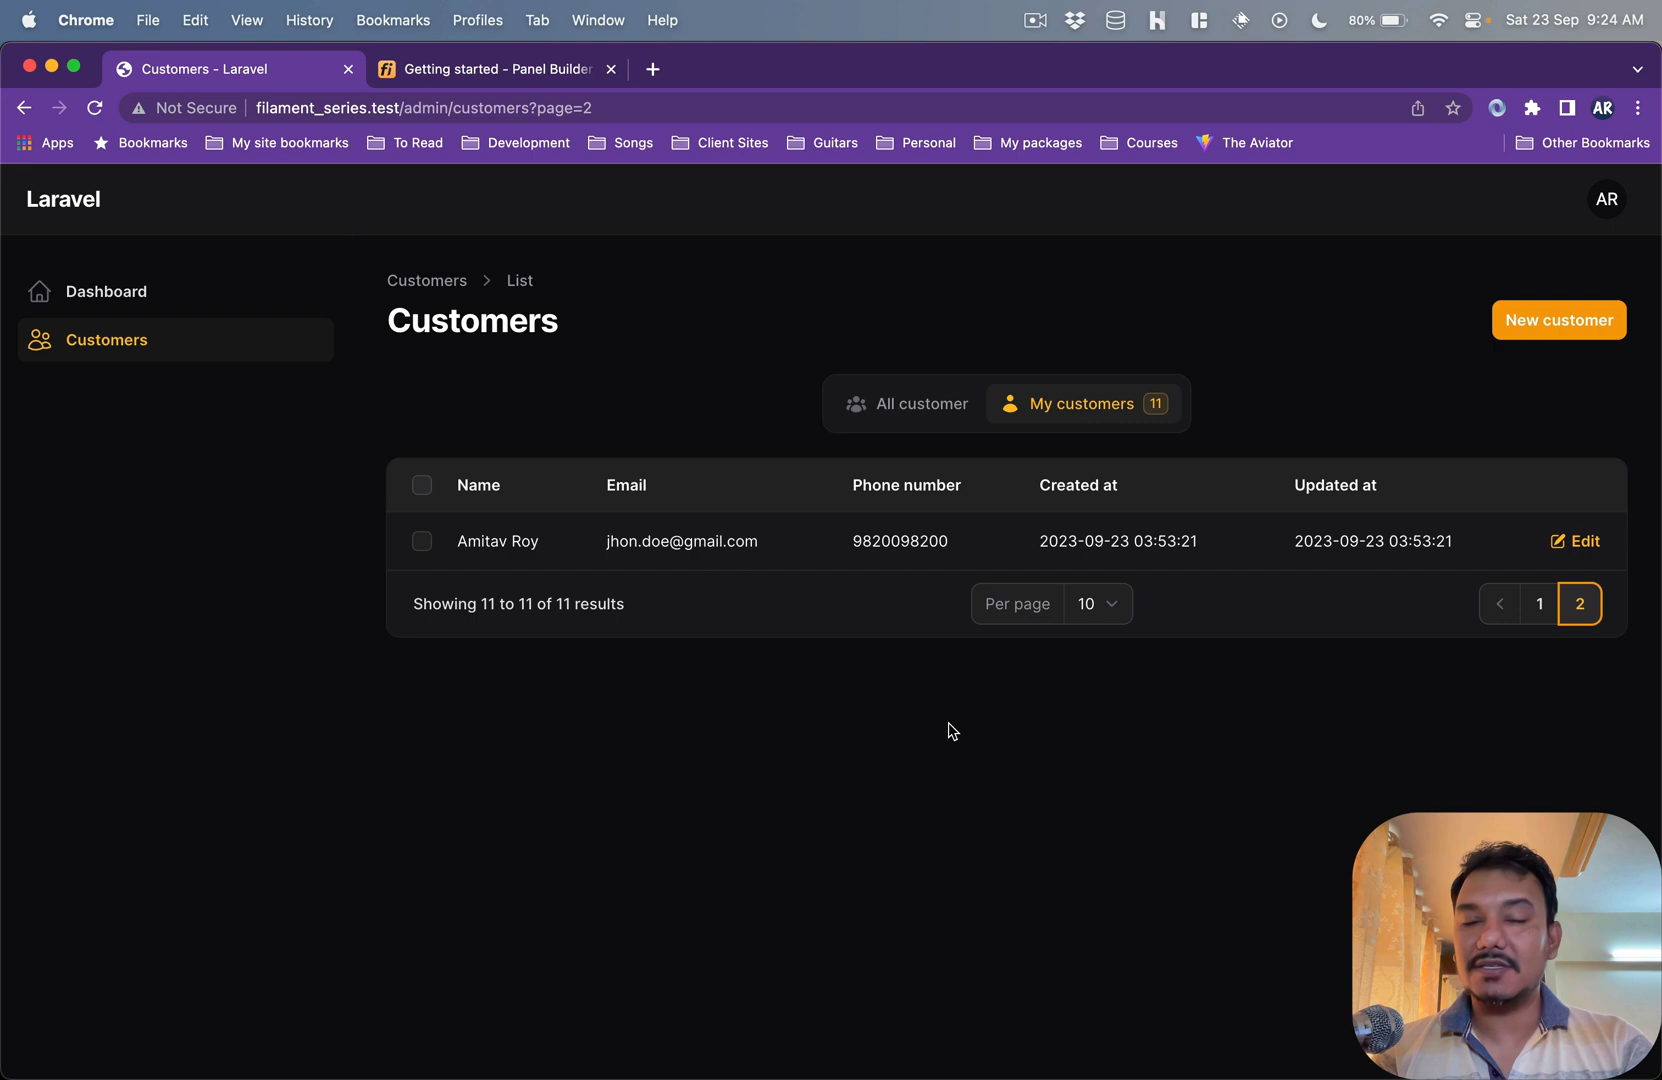 Chrome File Edit View History Bookmarks Profiles Tab Window Help 80% Sat 23 Sep 9:24 AM
Customers - Laravel Getting started - Panel Builder
Not Secure filament_series.test/admin/customers?page=2 AR
Apps Bookmarks My site bookmarks To Read Development Songs Client Sites Guitars Personal My packages Courses The Aviator Other Bookmarks
Laravel AR
Dashboard
Customers
Customers > List
Customers
New customer
All customer My customers 11
Name Email Phone number Created at Updated at
Amitav Roy jhon.doe@gmail.com 9820098200 2023-09-23 03:53:21 2023-09-23 03:53:21 Edit
Showing 11 to 11 of 11 results Per page 10 1 2